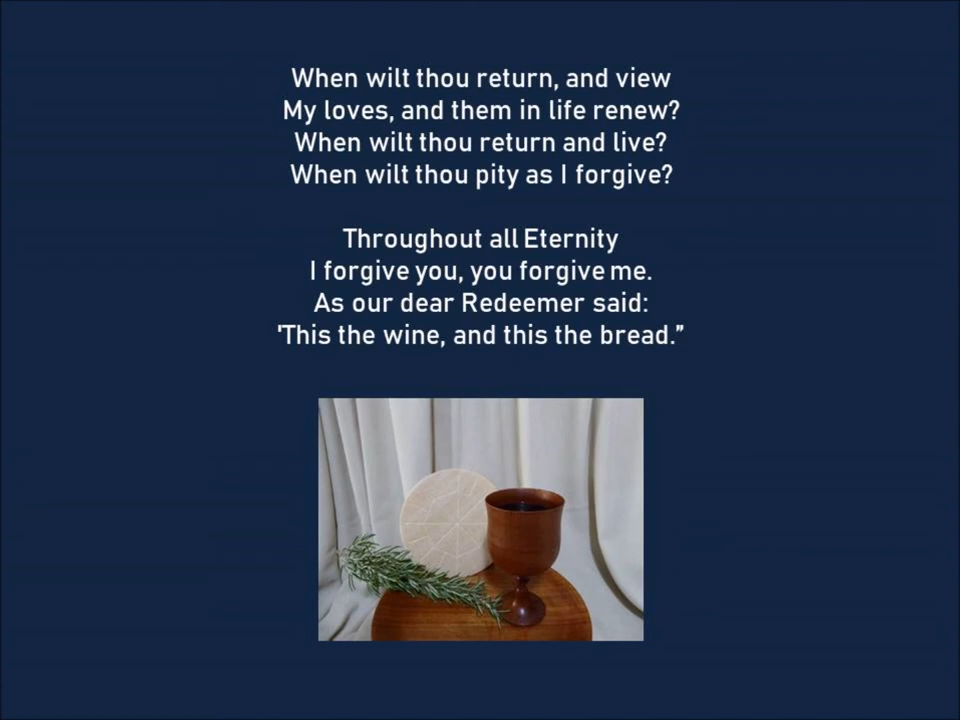 When wilt thou return, and view
My loves, and them in life renew?
When wilt thou return and live?
When wilt thou pity as I forgive?
Throughout all Eternity
I forgive you, you forgive me.
As our dear Redeemer said:
'This the wine, and this the bread.”